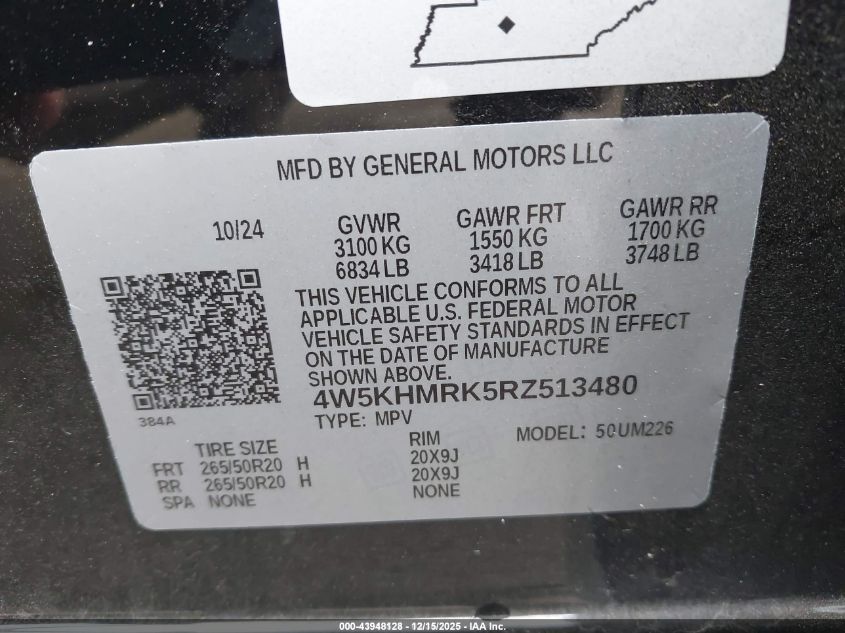 MFD BY GENERAL MOTORS LLC
10/24 GVWR GAWR FRT GAWR RR
3100 KG 1550 KG 1700 KG
6834 LB 3418 LB 3748 LB
THIS VEHICLE CONFORMS TO ALL
APPLICABLE U.S. FEDERAL MOTOR
VEHICLE SAFETY STANDARDS IN EFFECT
ON THE DATE OF MANUFACTURE
SHOWN ABOVE.
4W5KHMRK5RZ513480
384A
TYPE: MPV
MODEL: 50UM226
TIRE SIZE RIM
FRT 265/50R20 H 20X9J
RR 265/50R20 H 20X9J
SPA NONE NONE
000-43948128 - 12/15/2025 - IAA Inc.